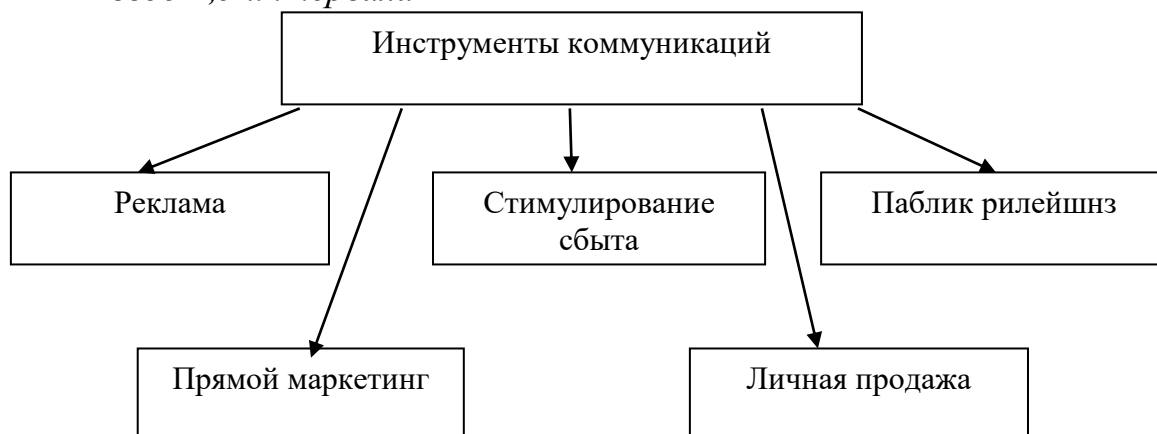 Инструменты коммуникаций
Реклама
Стимулирование
сбыта
Паблик рилейшнз
Прямой маркетинг
Личная продажа